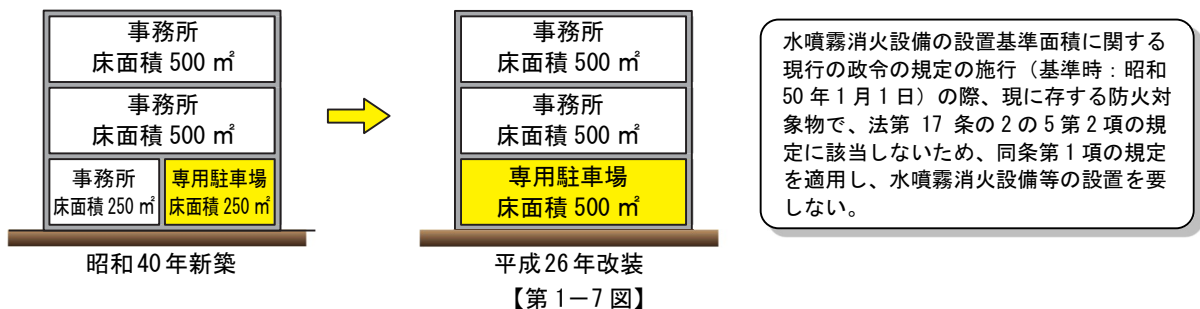 事務所
床面積 500 ㎡
事務所
床面積 500 ㎡
事務所
床面積 250 ㎡
専用駐車場
床面積 250 ㎡
昭和 40 年新築
事務所
床面積 500 ㎡
事務所
床面積 500 ㎡
専用駐車場
床面積 500 ㎡
平成 26 年改装
【第 1－7 図】
水噴霧消火設備の設置基準面積に関する
現行の政令の規定の施行（基準時：昭和
50 年 1 月 1 日）の際、現に存する防火対
象物で、法第 17 条の 2 の 5 第 2 項の規
定に該当しないため、同条第 1 項の規定
を適用し、水噴霧消火設備等の設置を要
しない。